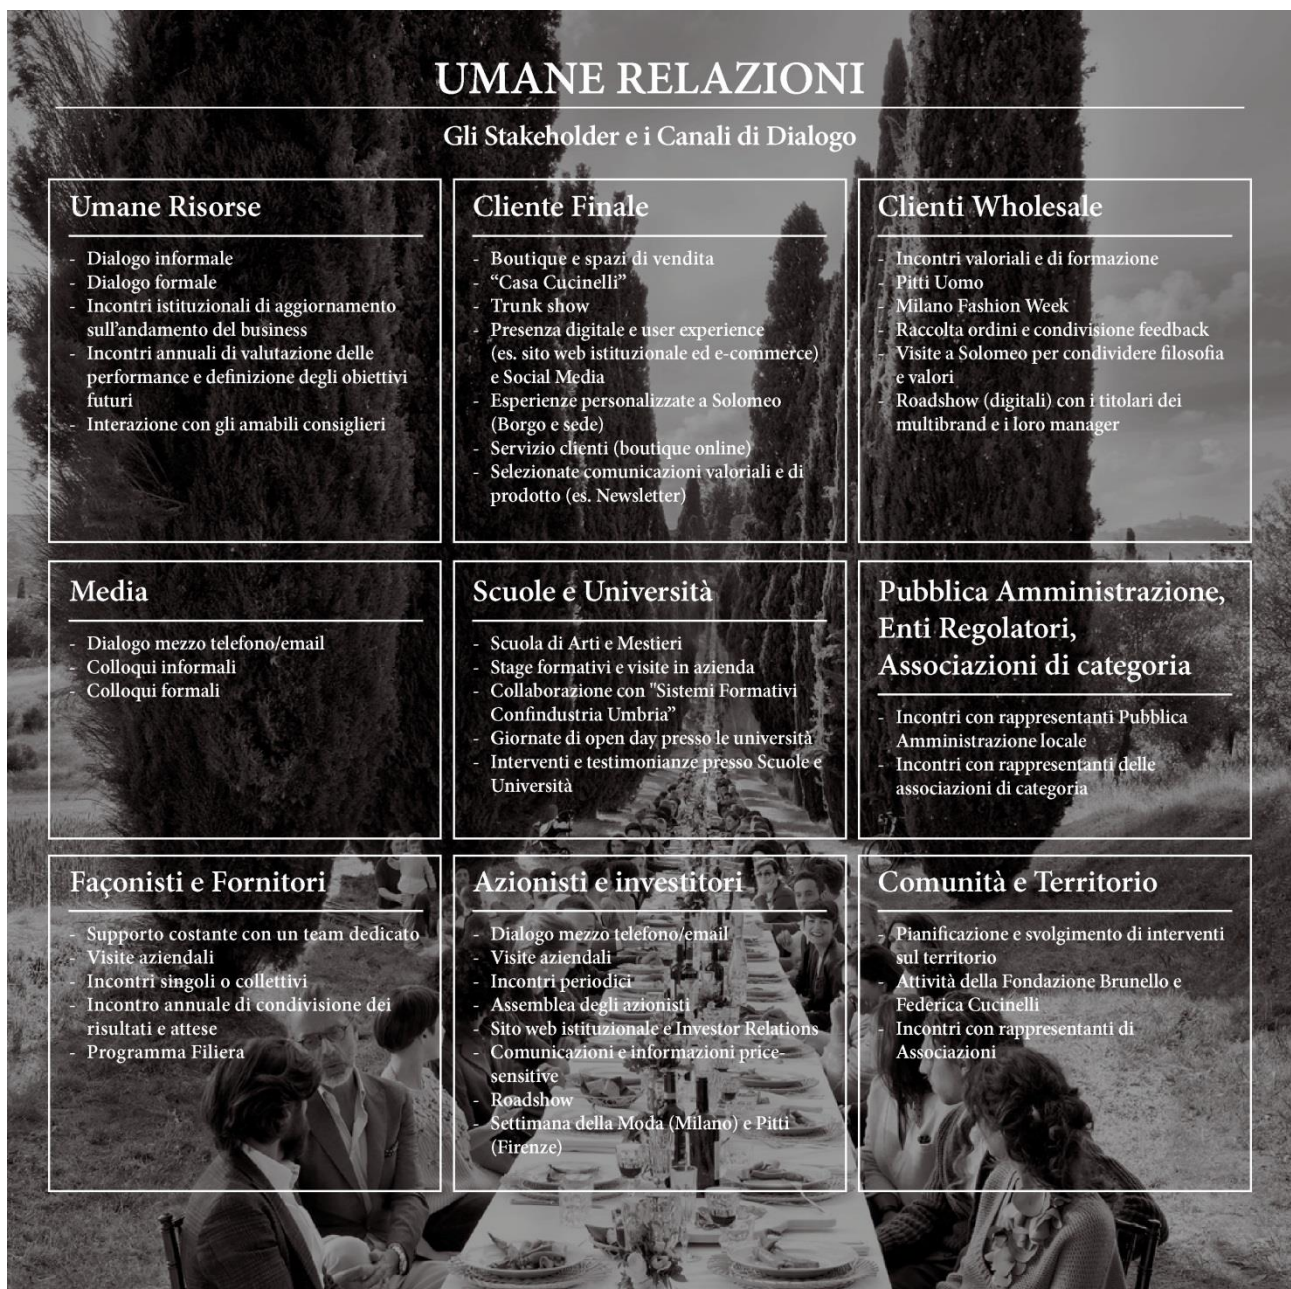 UMANE RELAZIONI
Gli Stakeholder e i Canali di Dialogo
Umane Risorse
- Dialogo informale
- Dialogo formale
- Incontri istituzionali di aggiornamento
sull'andamento del business
- Incontri annuali di valutazione delle
performance e definizione degli obiettivi
futuri
- Interazione con gli amabili consiglieri
Cliente Finale
- Boutique e spazi di vendita
- “Casa Cucinelli”
- Trunk show
- Presenza digitale e user experience
(es. sito web istituzionale ed e-commerce)
e Social Media
- Esperienze personalizzate a Solomeo
(Borgo e sede)
- Servizio clienti (boutique online)
- Selezionate comunicazioni valoriali e di
prodotto (es. Newsletter)
Clienti Wholesale
- Incontri valoriali e di formazione
- Pitti Uomo
- Milano Fashion Week
- Raccolta ordini e condivisione feedback
- Visite a Solomeo per condividere filosofia
e valori
- Roadshow (digitali) con i titolari dei
multibrand e i loro manager
Media
- Dialogo mezzo telefono/email
- Colloqui informali
- Colloqui formali
Scuole e Università
- Scuola di Arti e Mestieri
- Stage formativi e visite in azienda
- Collaborazione con "Sistemi Formativi
Confindustria Umbria”
- Giornate di open day presso le università
- Interventi e testimonianze presso Scuole e
Università
Pubblica Amministrazione,
Enti Regolatori,
Associazioni di categoria
- Incontri con rappresentanti Pubblica
Amministrazione locale
- Incontri con rappresentanti delle
associazioni di categoria
Façonisti e Fornitori
- Supporto costante con un team dedicato
- Visite aziendali
- Incontri singoli o collettivi
- Incontro annuale di condivisione dei
risultati e attese
- Programma Filiera
Azionisti e investitori
- Dialogo mezzo telefono/email
- Visite aziendali
- Incontri periodici
- Assemblea degli azionisti
- Sito web istituzionale e Investor Relations
- Comunicazioni e informazioni price-
sensitive
- Roadshow
- Settimana della Moda (Milano) e Pitti
(Firenze)
Comunità e Territorio
- Pianificazione e svolgimento di interventi
sul territorio
- Attività della Fondazione Brunello e
Federica Cucinelli
- Incontri con rappresentanti di
Associazioni